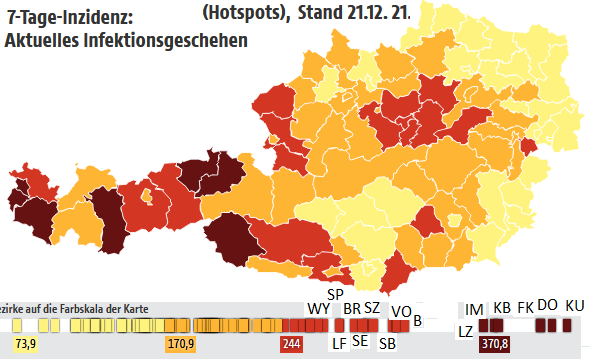 7-Tage-Inzidenz: (Hotspots), Stand 21.12. 21.
Aktuelles Infektionsgeschehen
SP
ezirke auf die Farbskala der Karte
WY BR SZ VO B IM KB FK DO KU
LF SE SB LZ
73,9 170,9 244 370,8